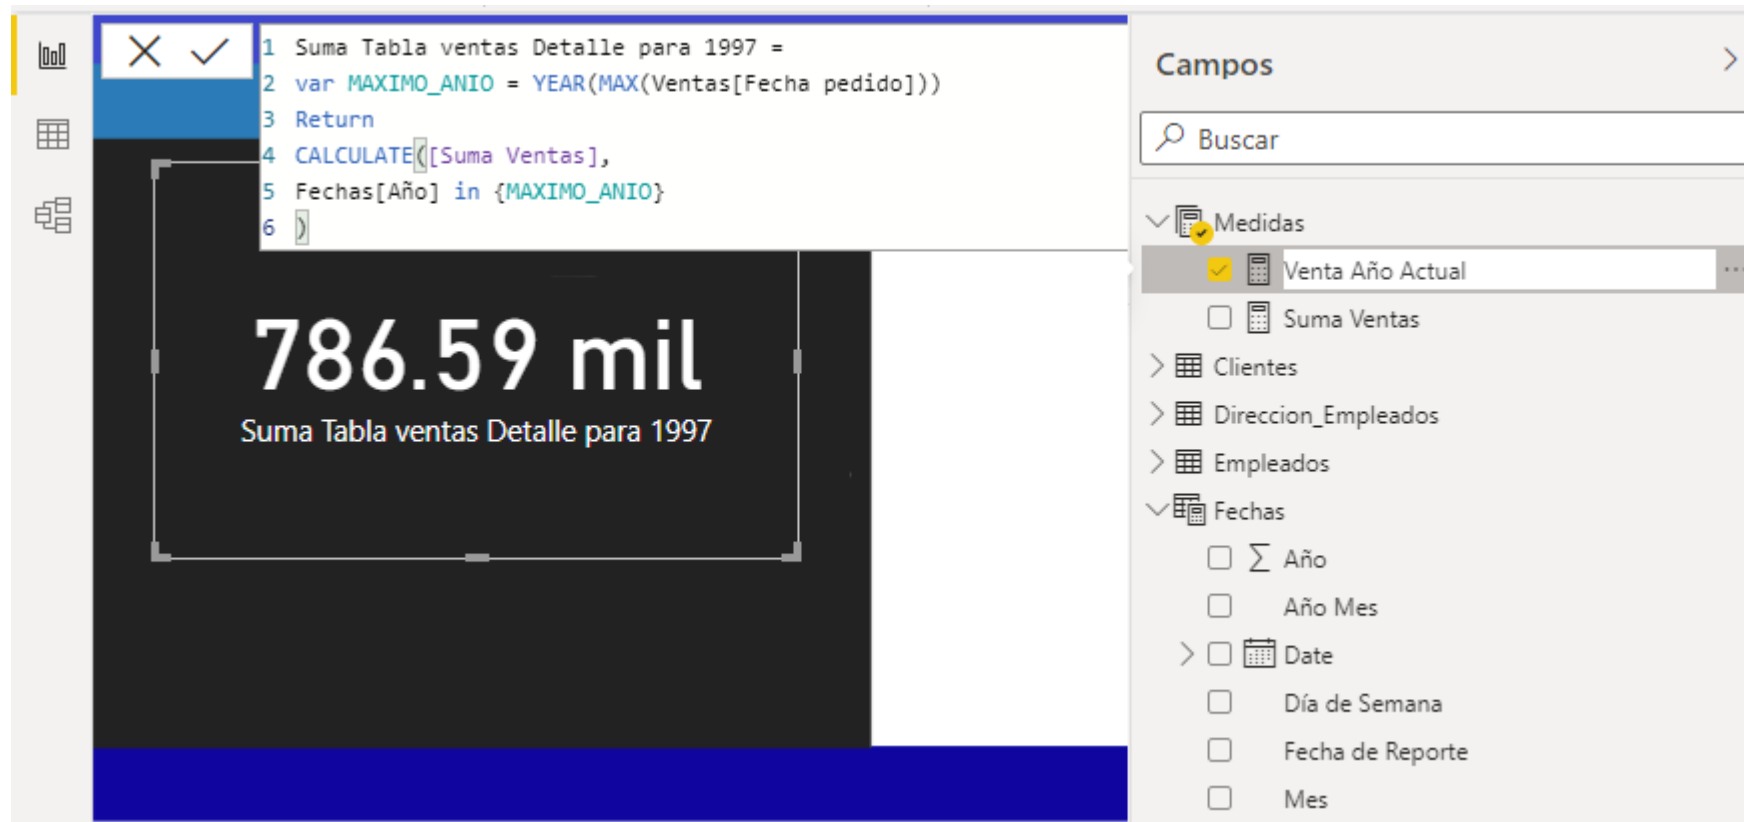 1 Suma Tabla ventas Detalle para 1997 =
2 var MAXIMO_ANIO = YEAR(MAX(Ventas[Fecha pedido]))
3 Return
4 CALCULATE([Suma Ventas],
5 Fechas[Año] in {MAXIMO_ANIO}
6 )
786.59 mil
Suma Tabla ventas Detalle para 1997
Campos
Buscar
Medidas
Venta Año Actual
Suma Ventas
Clientes
Direccion_Empleados
Empleados
Fechas
Año
Año Mes
Date
Día de Semana
Fecha de Reporte
Mes